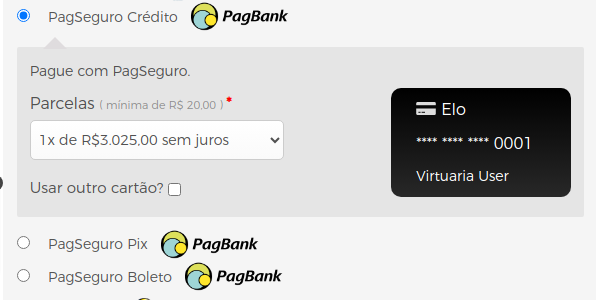 PagSeguro Crédito PagBank
Pague com PagSeguro.
Parcelas ( mínima de R$ 20.00 ) *
1x de R$3.025,00 sem juros
Usar outro cartão?
Elo
**** **** **** 0001
Virtuaria User
PagSeguro Pix PagBank
PagSeguro Boleto PagBank